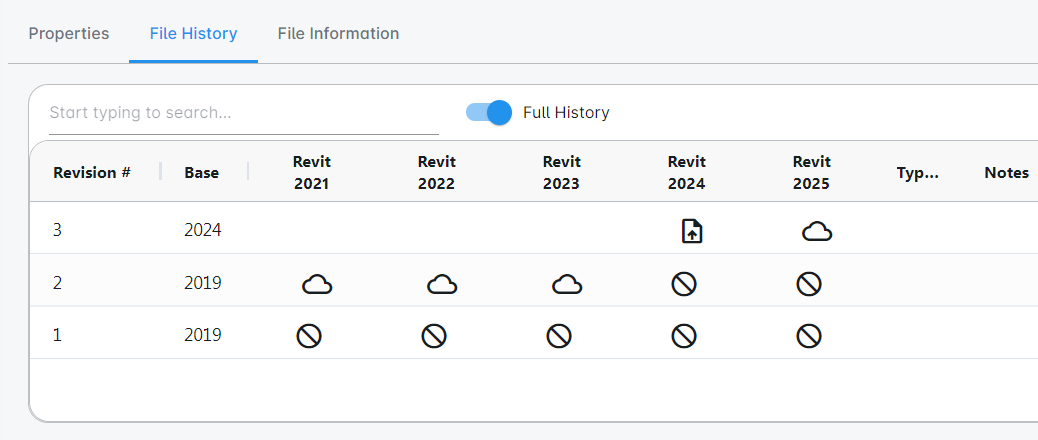 Properties File History File Information
Start typing to search... Full History
Revision # Base Revit 2021 Revit 2022 Revit 2023 Revit 2024 Revit 2025 Typ... Notes
3 2024
2 2019
1 2019